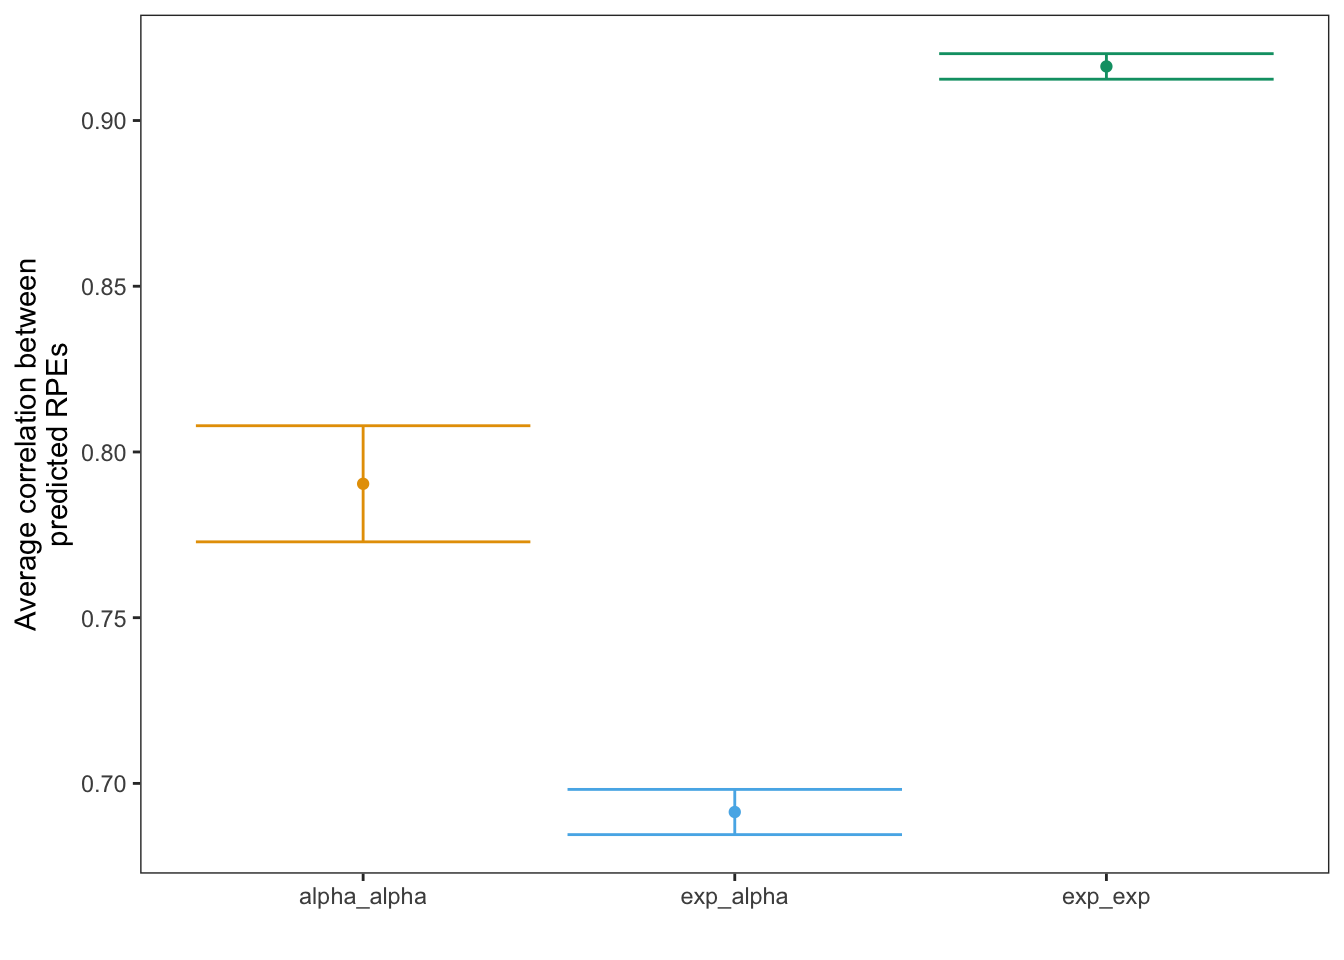 Average correlation between
predicted RPEs
0.90
0.85
0.80
0.75
0.70
alpha_alpha
exp_alpha
exp_exp